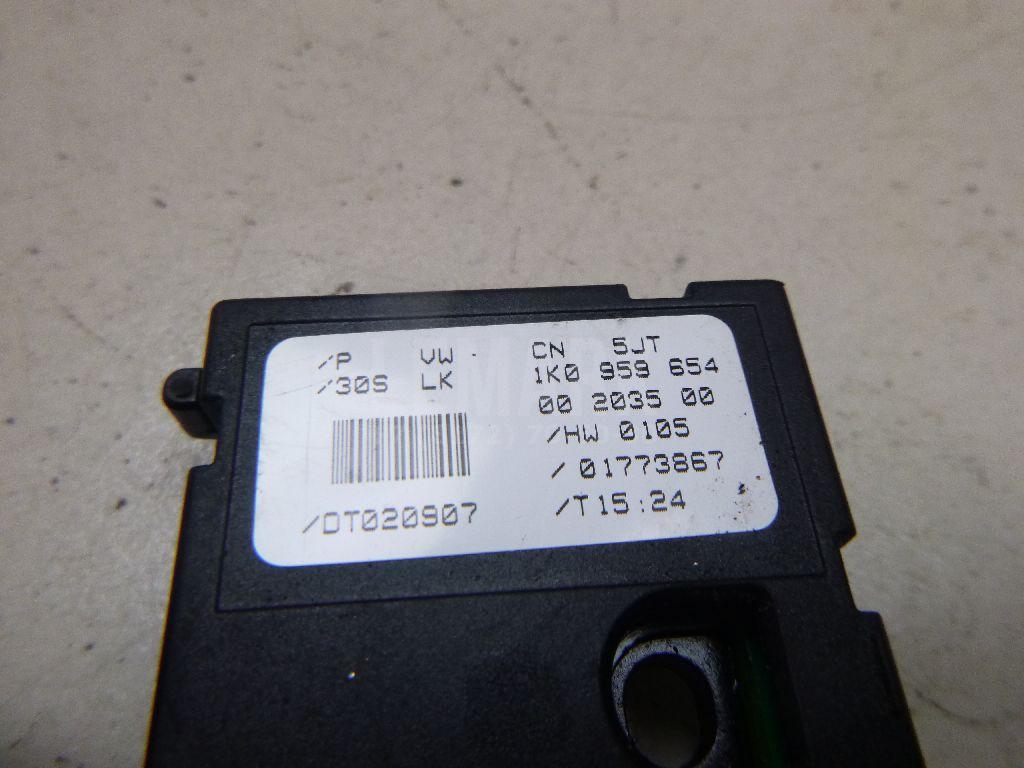 /P VW CN 5JT
/30S LK 1K0 959 654
00 2035 00
/HW 0105
/01773867
/DT020907 /T15:24